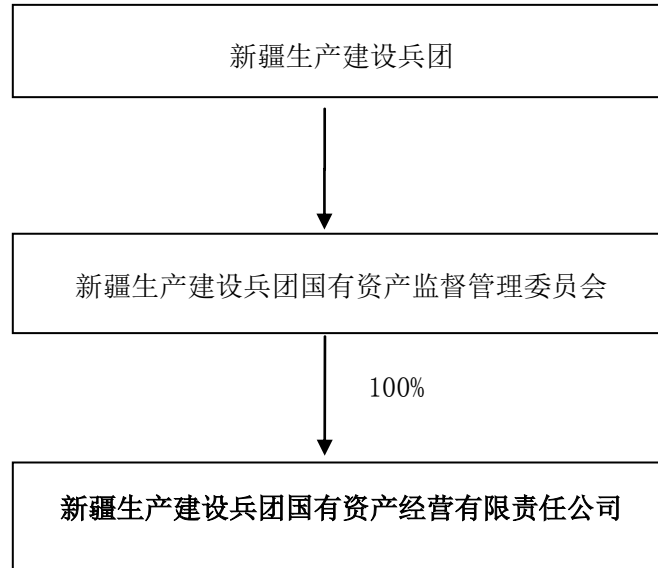 新疆生产建设兵团
新疆生产建设兵团国有资产监督管理委员会
100%
新疆生产建设兵团国有资产经营有限责任公司